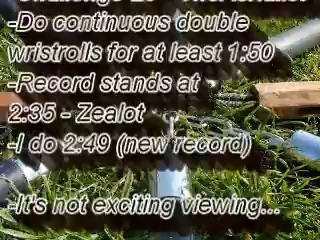 -Do continuous double
wristrolls for at least 1:50
-Record stands at
2:35 - Zealot
-I do 2:49 (new record)
-It's not exciting viewing...